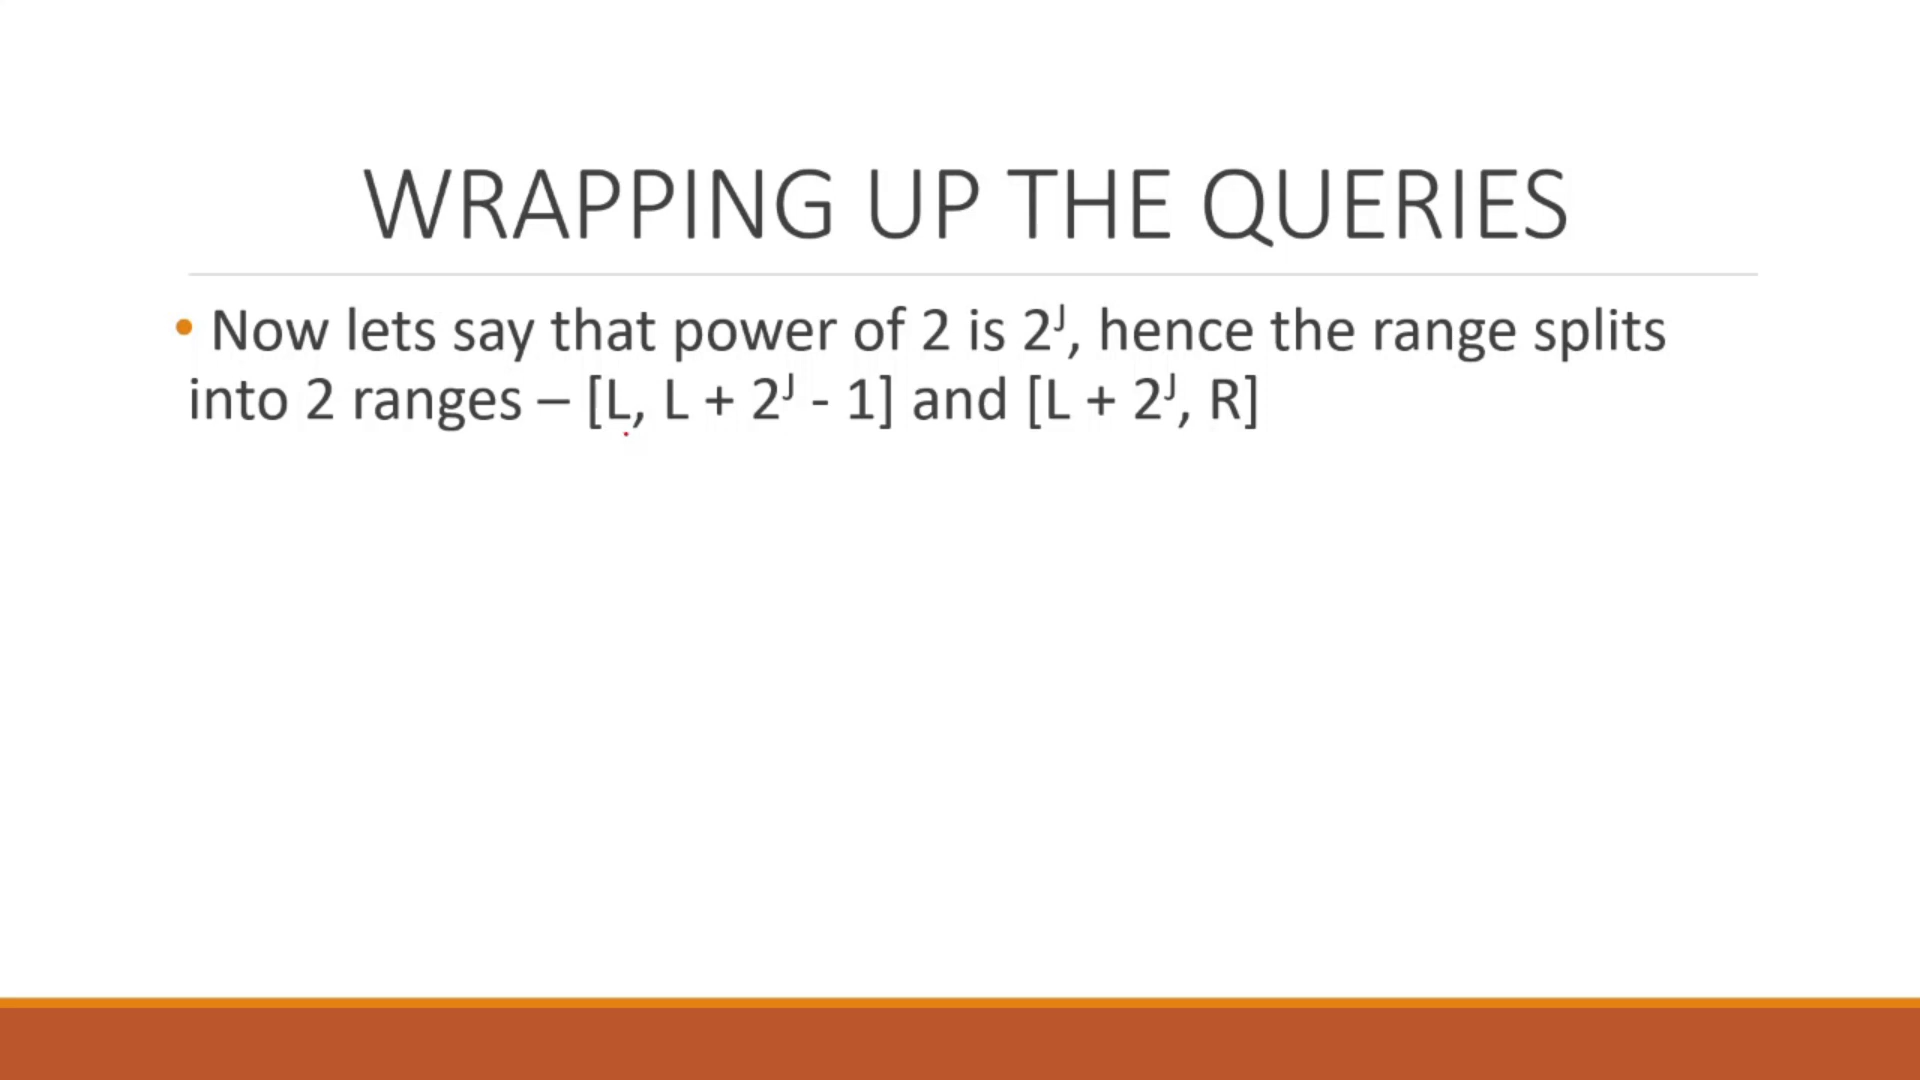 WRAPPING UP THE QUERIES
• Now lets say that power of 2 is 2ᴶ, hence the range splits
into 2 ranges – [L, L + 2ᴶ - 1] and [L + 2ᴶ, R]